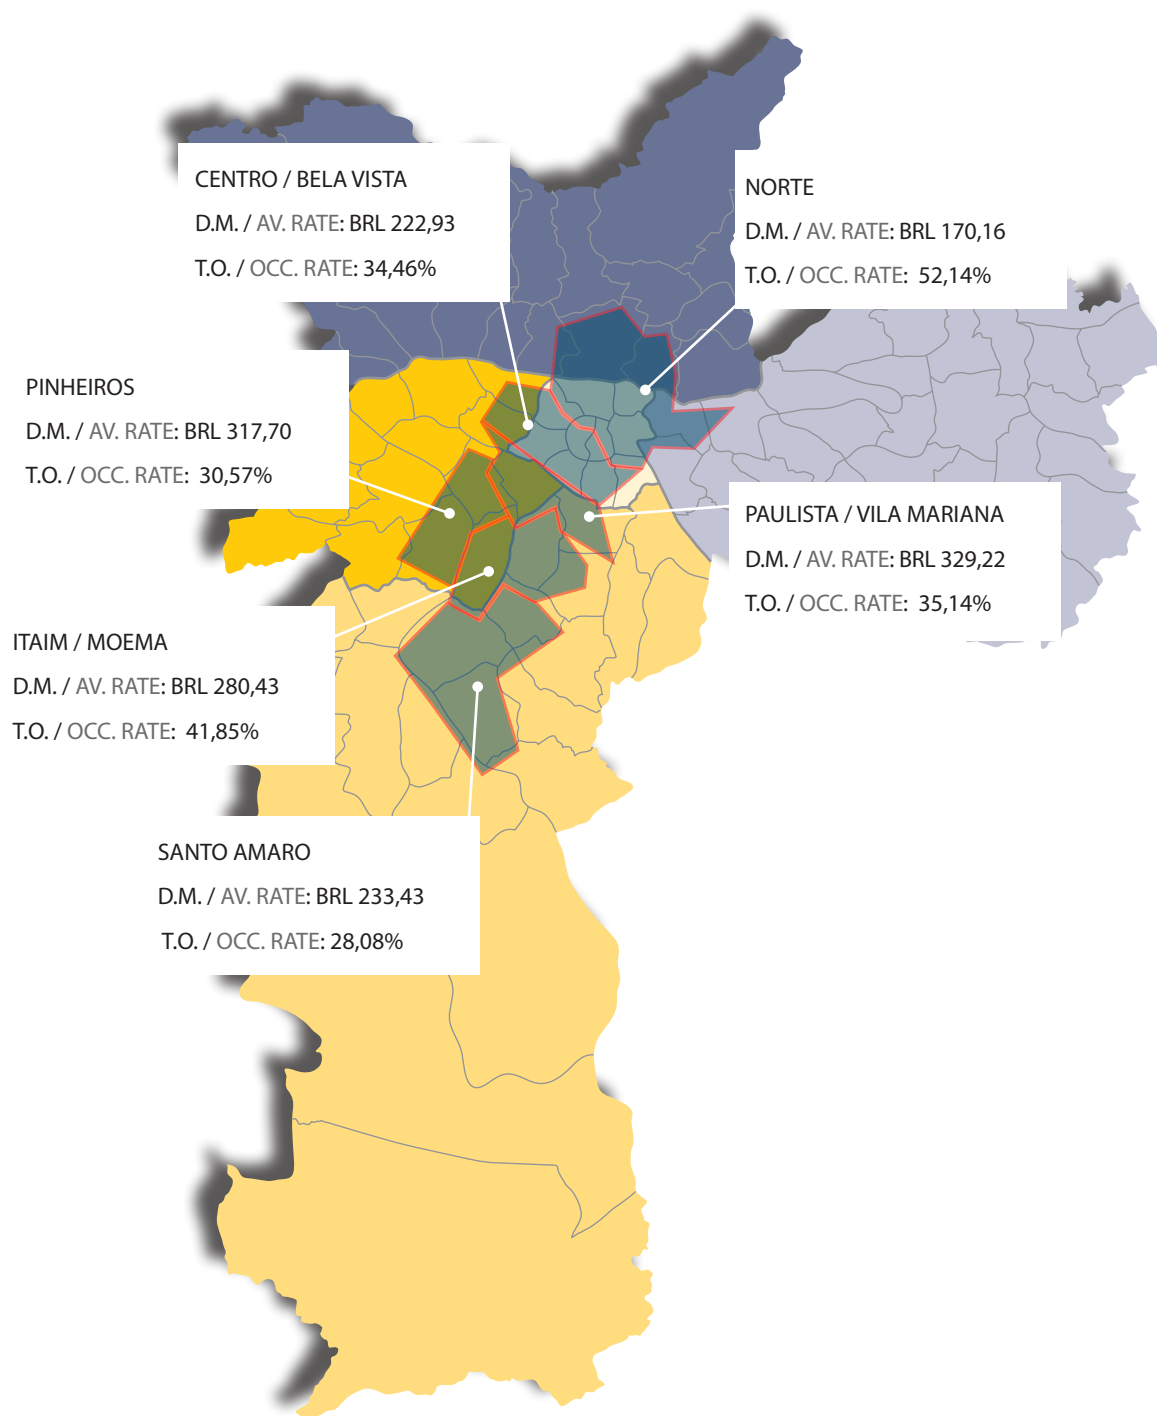 CENTRO / BELA VISTA
D.M. / AV. RATE: BRL 222,93
T.O. / OCC. RATE: 34,46%
NORTE
D.M. / AV. RATE: BRL 170,16
T.O. / OCC. RATE: 52,14%
PINHEIROS
D.M. / AV. RATE: BRL 317,70
T.O. / OCC. RATE: 30,57%
PAULISTA / VILA MARIANA
D.M. / AV. RATE: BRL 329,22
T.O. / OCC. RATE: 35,14%
ITAIM / MOEMA
D.M. / AV. RATE: BRL 280,43
T.O. / OCC. RATE: 41,85%
SANTO AMARO
D.M. / AV. RATE: BRL 233,43
T.O. / OCC. RATE: 28,08%